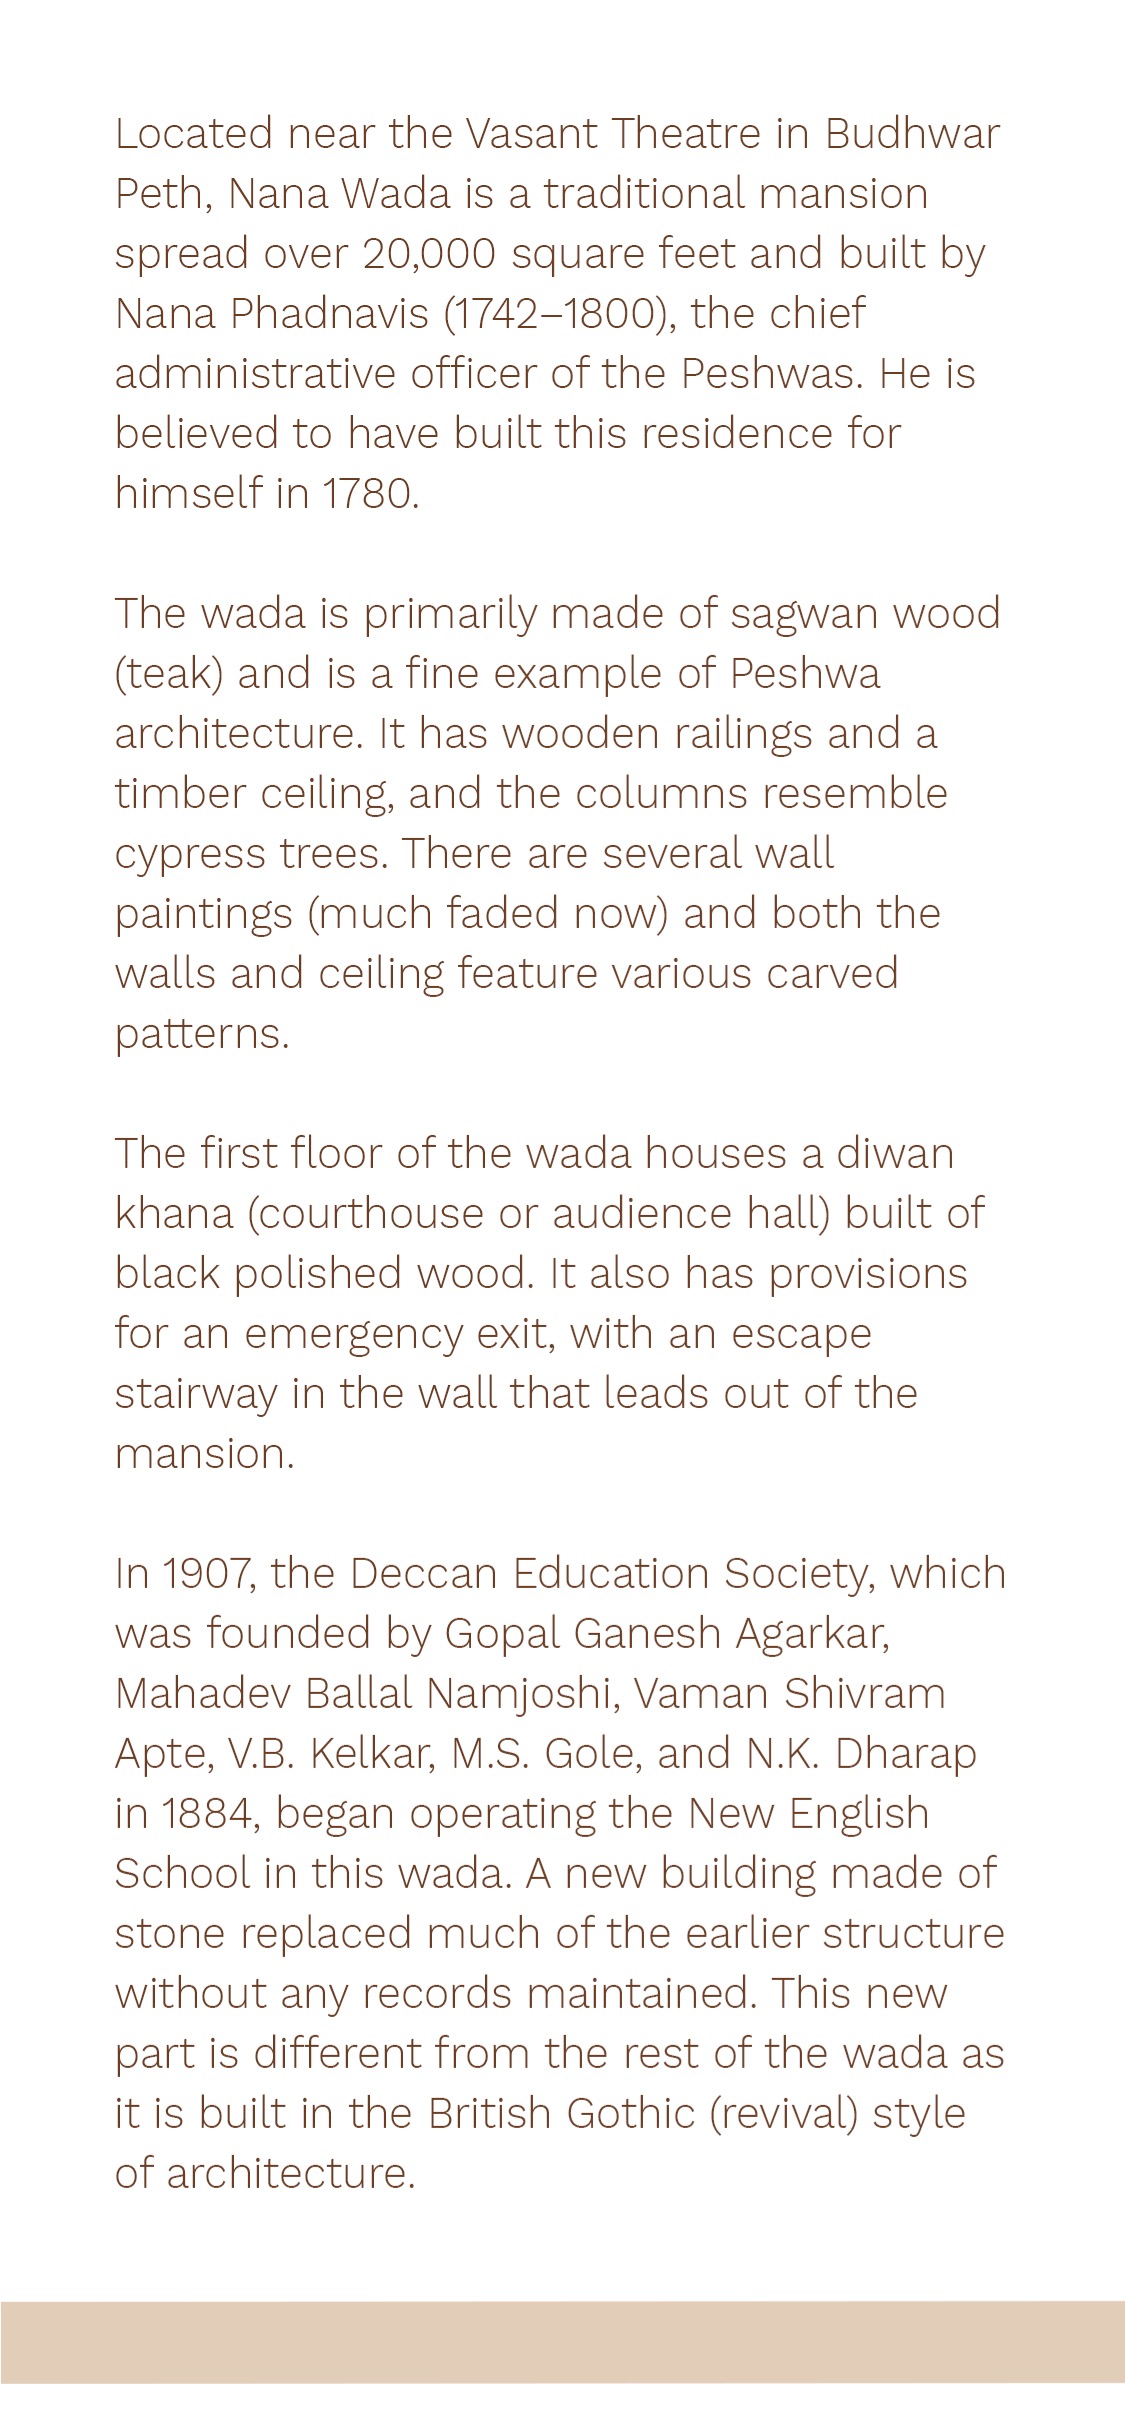 Located near the Vasant Theatre in Budhwar
Peth, Nana Wada is a traditional mansion
spread over 20,000 square feet and built by
Nana Phadnavis (1742–1800), the chief
administrative officer of the Peshwas. He is
believed to have built this residence for
himself in 1780.
The wada is primarily made of sagwan wood
(teak) and is a fine example of Peshwa
architecture. It has wooden railings and a
timber ceiling, and the columns resemble
cypress trees. There are several wall
paintings (much faded now) and both the
walls and ceiling feature various carved
patterns.
The first floor of the wada houses a diwan
khana (courthouse or audience hall) built of
black polished wood. It also has provisions
for an emergency exit, with an escape
stairway in the wall that leads out of the
mansion.
In 1907, the Deccan Education Society, which
was founded by Gopal Ganesh Agarkar,
Mahadev Ballal Namjoshi, Vaman Shivram
Apte, V.B. Kelkar, M.S. Gole, and N.K. Dharap
in 1884, began operating the New English
School in this wada. A new building made of
stone replaced much of the earlier structure
without any records maintained. This new
part is different from the rest of the wada as
it is built in the British Gothic (revival) style
of architecture.